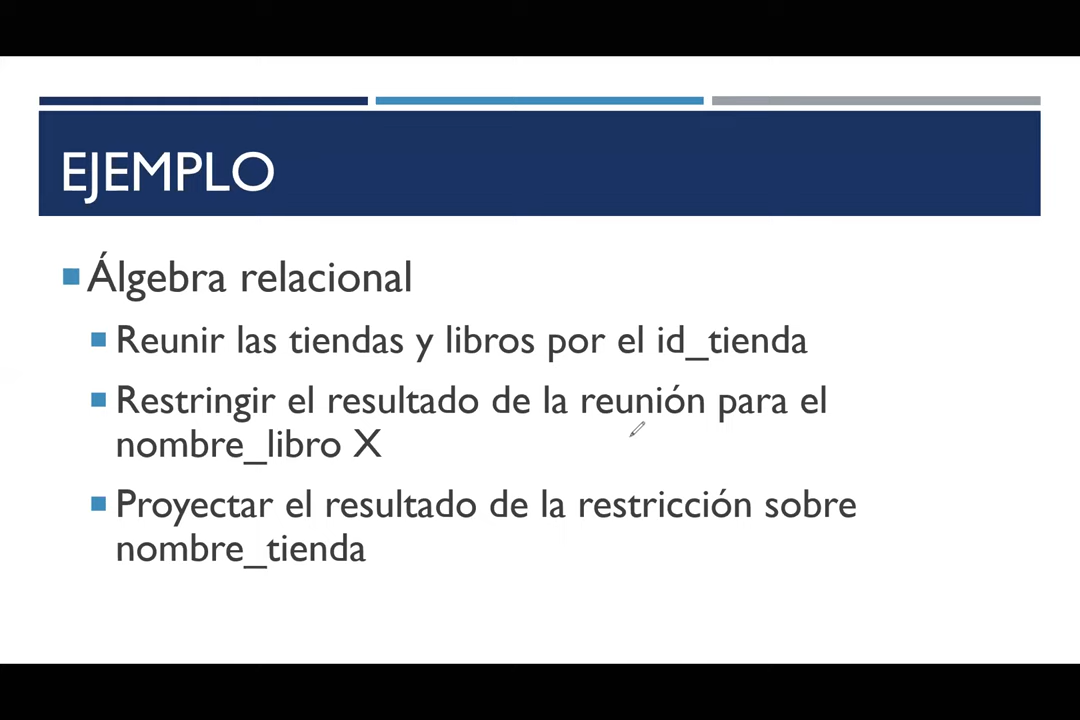 EJEMPLO
Álgebra relacional
Reunir las tiendas y libros por el id_tienda
Restringir el resultado de la reunión para el
nombre_libro X
Proyectar el resultado de la restricción sobre
nombre_tienda